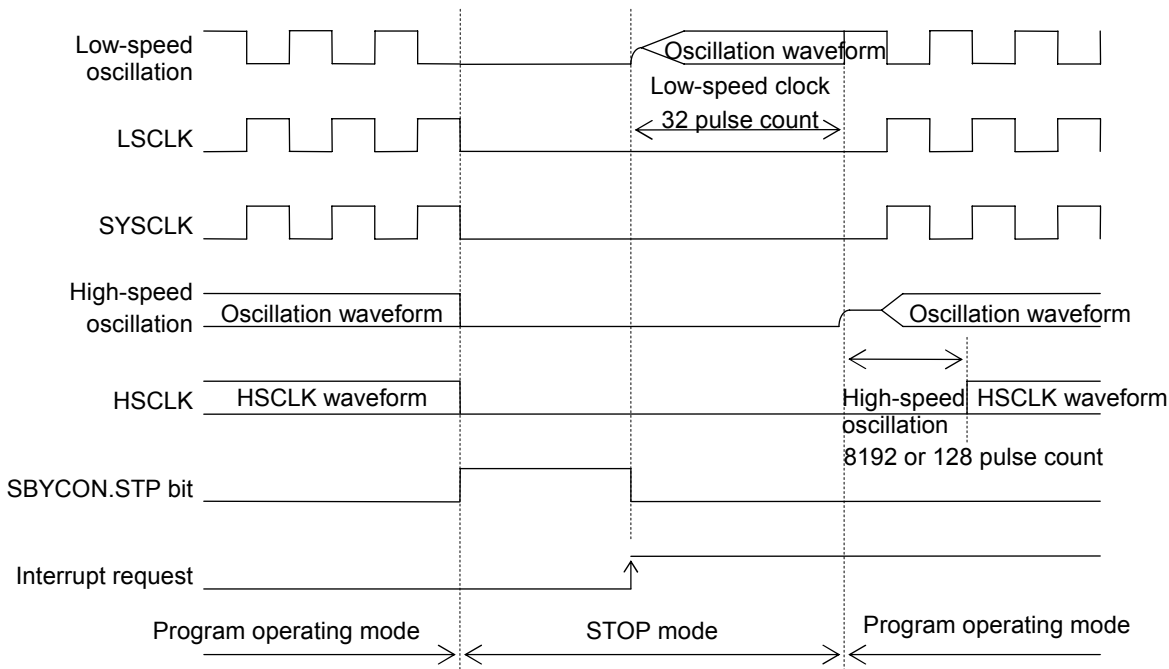 Low-speed
oscillation
Oscillation waveform
Low-speed clock
32 pulse count
LSCLK
SYSCLK
High-speed
oscillation
Oscillation waveform
Oscillation waveform
HSCLK
HSCLK waveform
High-speed
oscillation
8192 or 128 pulse count
HSCLK waveform
SBYCON.STP bit
Interrupt request
Program operating mode
STOP mode
Program operating mode